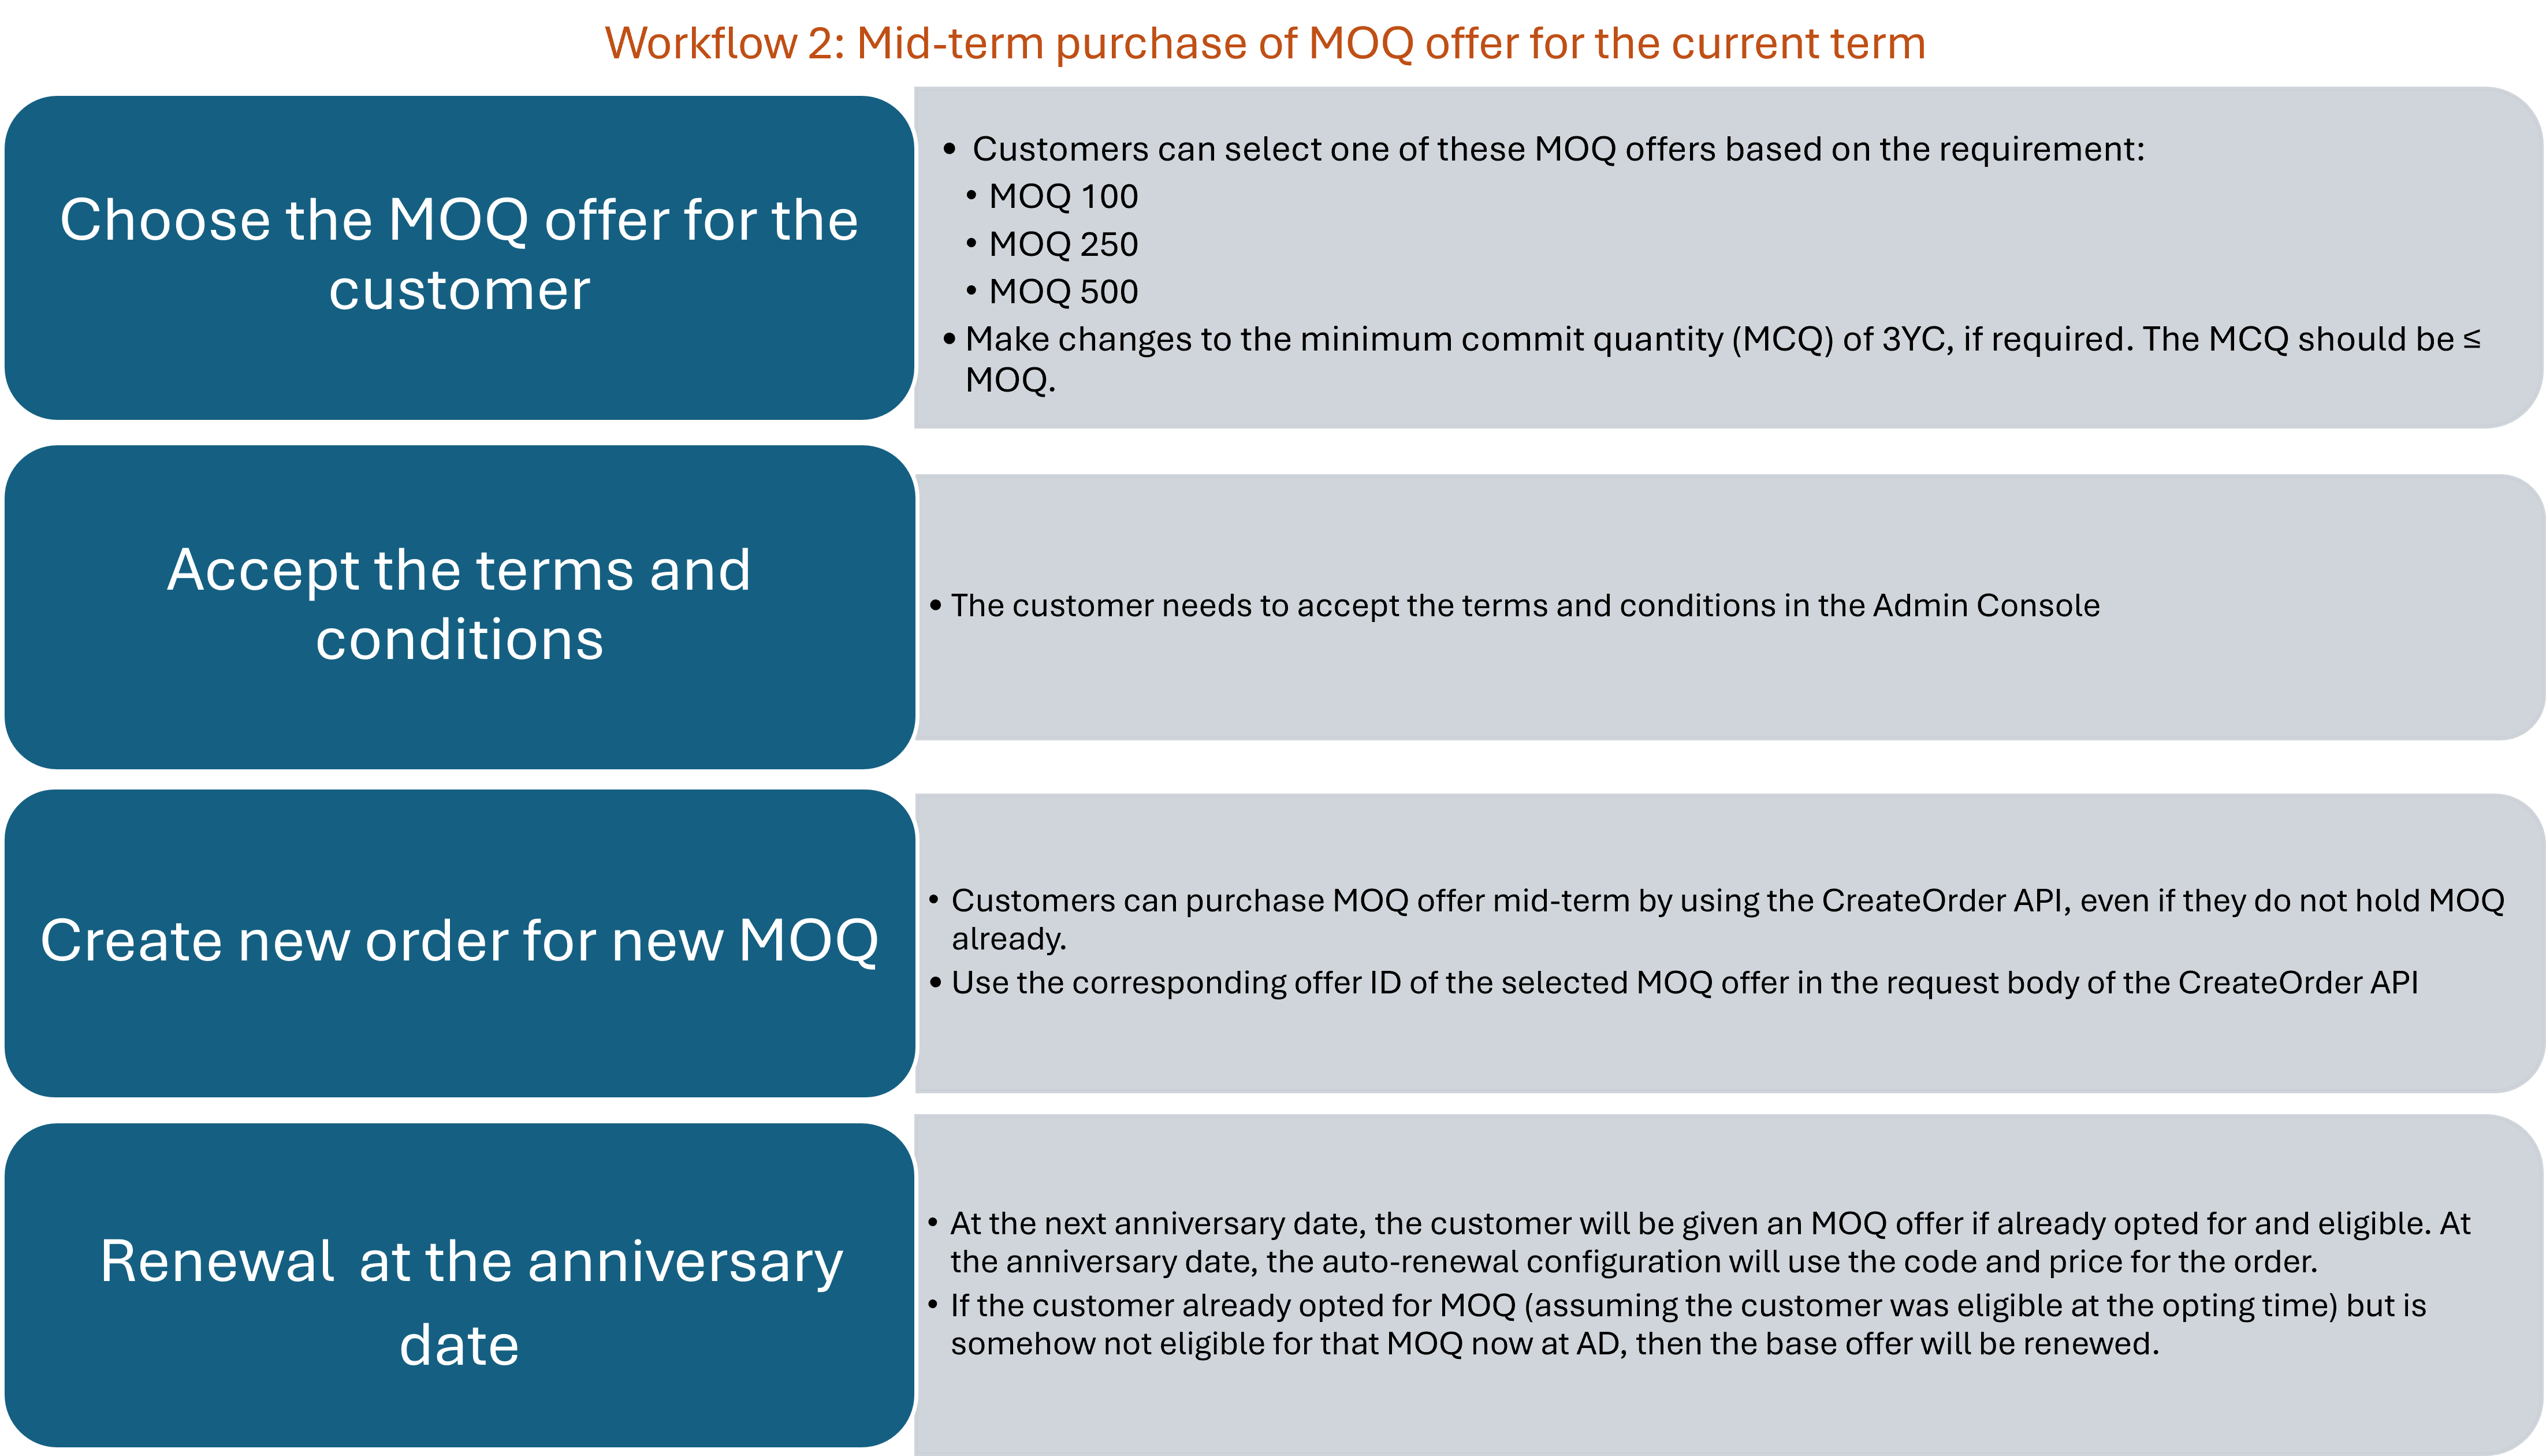 Workflow 2: Mid-term purchase of MOQ offer for the current term
Choose the MOQ offer for the
customer
• Customers can select one of these MOQ offers based on the requirement:
• MOQ 100
• MOQ 250
• MOQ 500
• Make changes to the minimum commit quantity (MCQ) of 3YC, if required. The MCQ should be ≤
MOQ.
Accept the terms and
conditions
• The customer needs to accept the terms and conditions in the Admin Console
Create new order for new MOQ
• Customers can purchase MOQ offer mid-term by using the CreateOrder API, even if they do not hold MOQ
already.
• Use the corresponding offer ID of the selected MOQ offer in the request body of the CreateOrder API
Renewal at the anniversary
date
• At the next anniversary date, the customer will be given an MOQ offer if already opted for and eligible. At
the anniversary date, the auto-renewal configuration will use the code and price for the order.
• If the customer already opted for MOQ (assuming the customer was eligible at the opting time) but is
somehow not eligible for that MOQ now at AD, then the base offer will be renewed.